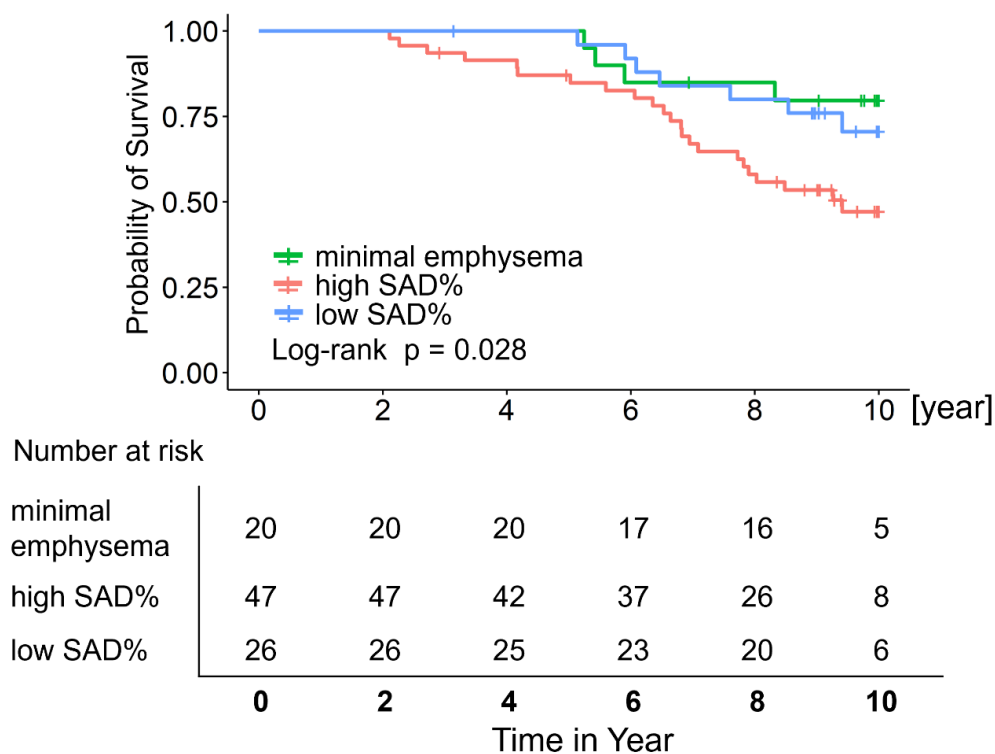 1.00
0.75
0.50
0.25
0.00
Probability of Survival
minimal emphysema
high SAD%
low SAD%
Log-rank p = 0.028
0 2 4 6 8 10 [year]
Number at risk
minimal
emphysema 20 20 20 17 16 5
high SAD% 47 47 42 37 26 8
low SAD% 26 26 25 23 20 6
0 2 4 6 8 10
Time in Year